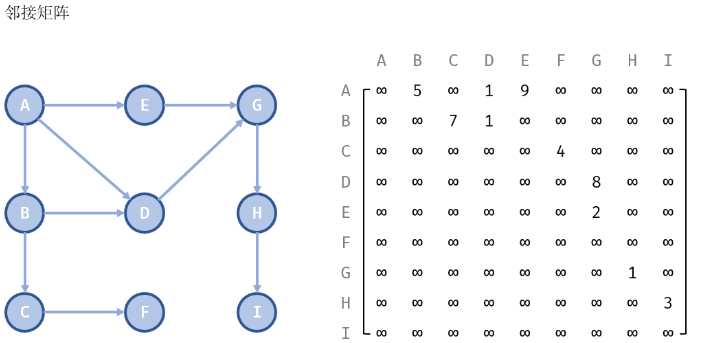 邻接矩阵
A E G
B D H
C F I
A B C D E F G H I
A ∞ 5 ∞ 1 9 ∞ ∞ ∞ ∞
B ∞ ∞ 7 1 ∞ ∞ ∞ ∞ ∞
C ∞ ∞ ∞ ∞ ∞ 4 ∞ ∞ ∞
D ∞ ∞ ∞ ∞ ∞ ∞ 8 ∞ ∞
E ∞ ∞ ∞ ∞ ∞ ∞ 2 ∞ ∞
F ∞ ∞ ∞ ∞ ∞ ∞ ∞ ∞ ∞
G ∞ ∞ ∞ ∞ ∞ ∞ ∞ 1 ∞
H ∞ ∞ ∞ ∞ ∞ ∞ ∞ ∞ 3
I ∞ ∞ ∞ ∞ ∞ ∞ ∞ ∞ ∞